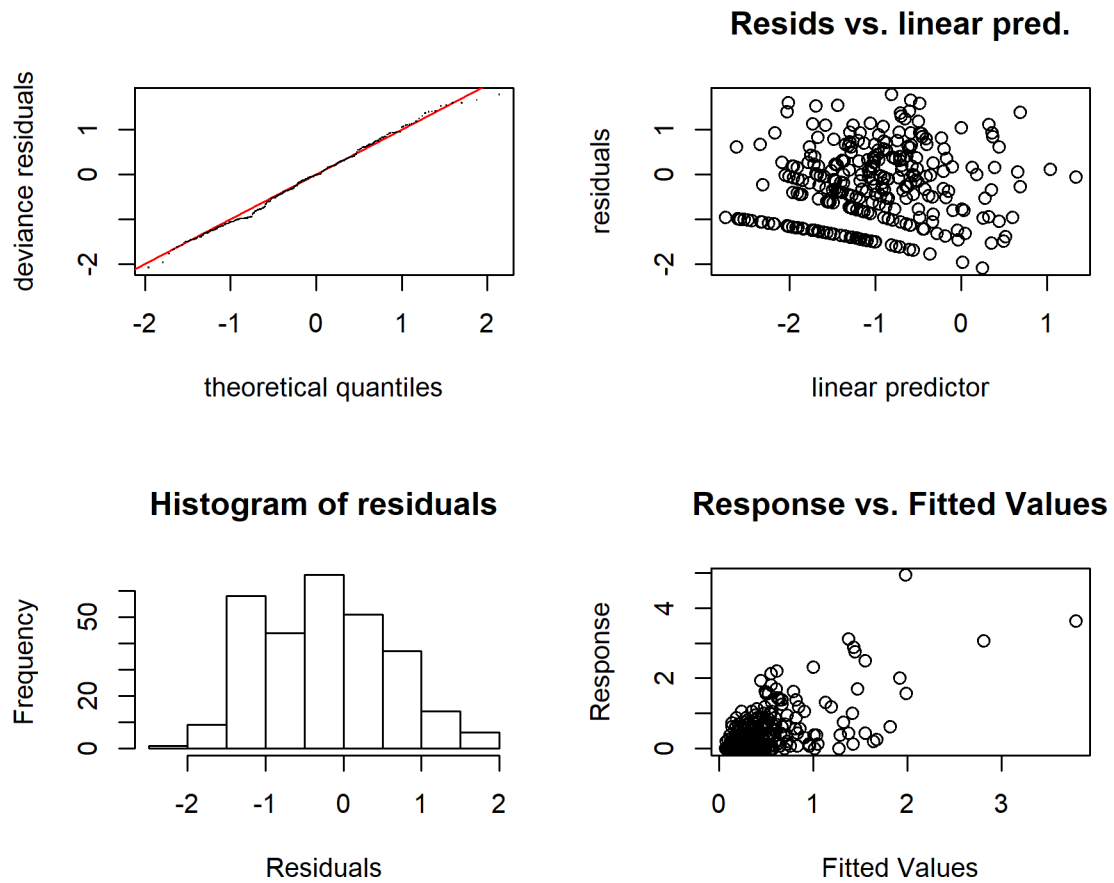 deviance residuals
1
0
-2
-2 -1 0 1 2
theoretical quantiles
Resids vs. linear pred.
residuals
1
0
-2
-2 -1 0 1
linear predictor
Histogram of residuals
Frequency
50
20
0
-2 -1 0 1 2
Residuals
Response vs. Fitted Values
Response
4
2
0
0 1 2 3
Fitted Values